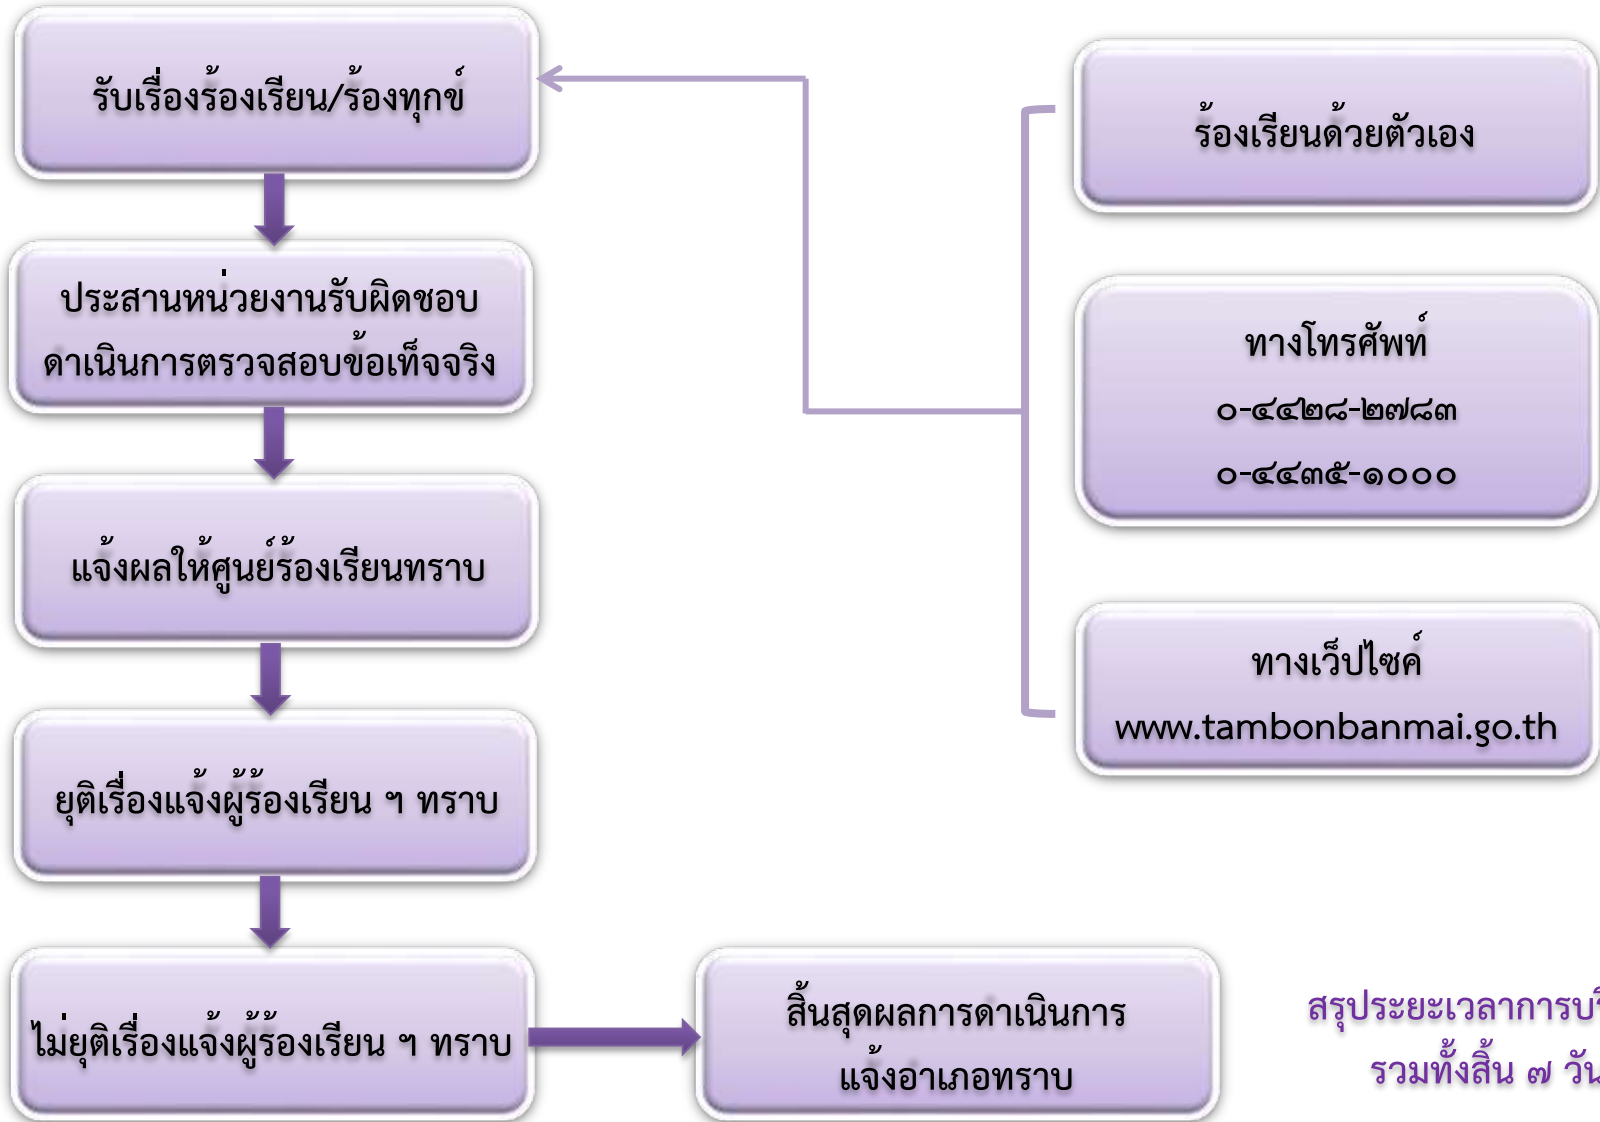 รับเรื่องร้องเรียน/ร้องทุกข์
ประสานหน่วยงานรับผิดชอบ
ดำเนินการตรวจสอบข้อเท็จจริง
แจ้งผลให้ศูนย์ร้องเรียนทราบ
ยุติเรื่องแจ้งผู้ร้องเรียน ฯ ทราบ
ไม่ยุติเรื่องแจ้งผู้ร้องเรียน ฯ ทราบ
สิ้นสุดผลการดำเนินการ
แจ้งอำเภอทราบ
ร้องเรียนด้วยตัวเอง
ทางโทรศัพท์
๐-๔๔๒๘-๒๗๘๓
๐-๔๔๓๕-๑๐๐๐
ทางเว็ปไซค์
www.tambonbanmai.go.th
สรุประยะเวลาการ
รวมทั้งสิ้น ๗ วัน